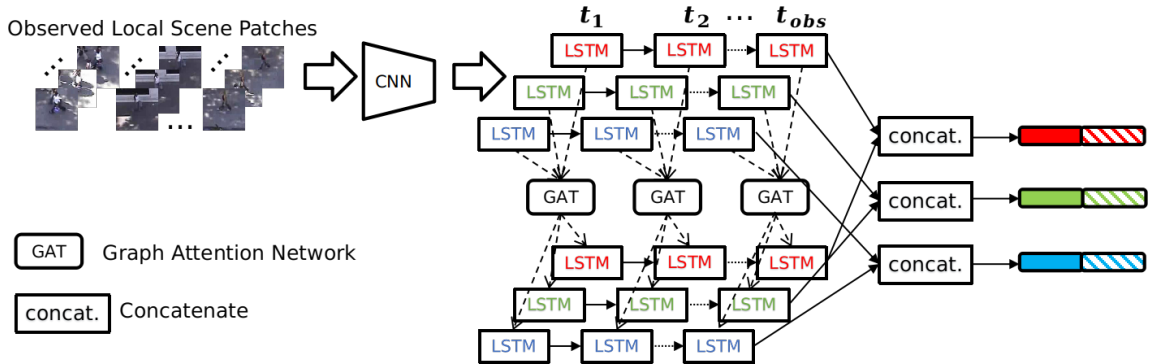 t1 t2 ... tobs
Observed Local Scene Patches
LSTM LSTM LSTM
CNN
LSTM LSTM LSTM
LSTM LSTM LSTM
concat.
GAT GAT GAT
concat.
GAT Graph Attention Network
LSTM LSTM LSTM
concat.
LSTM LSTM LSTM
concat. Concatenate
LSTM LSTM LSTM